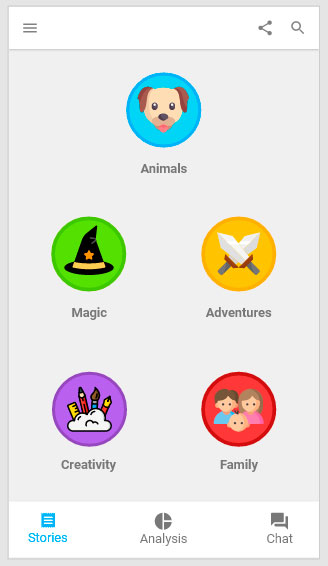 Animals
Magic
Adventures
Creativity
Family
Stories
Analysis
Chat